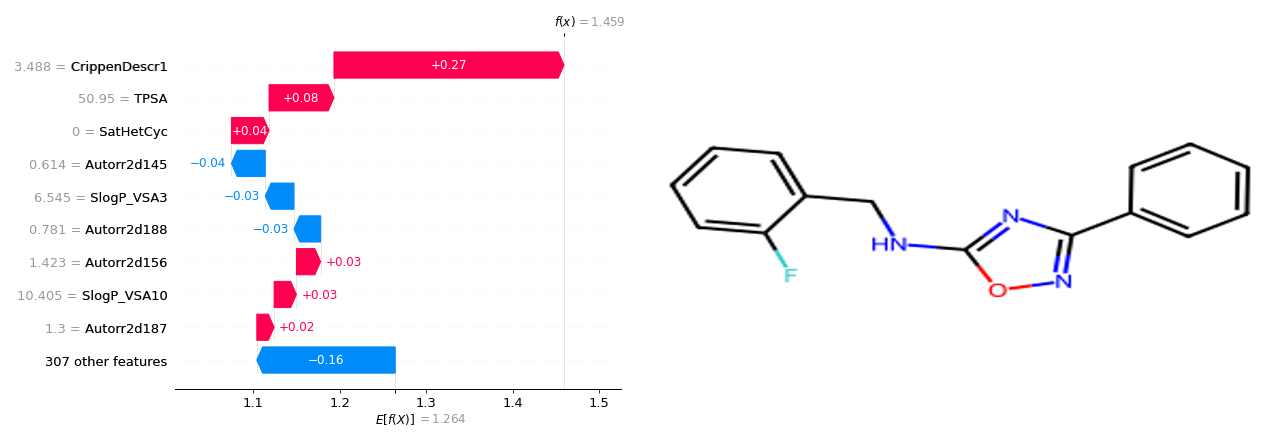 f(x) = 1.459
3.488 = CrippenDescr1
+0.27
50.95 = TPSA
+0.08
0 = SatHetCyc
+0.04
0.614 = Autorr2d145
−0.04
6.545 = SlogP_VSA3
−0.03
0.781 = Autorr2d188
−0.03
1.423 = Autorr2d156
+0.03
10.405 = SlogP_VSA10
+0.03
1.3 = Autorr2d187
+0.02
307 other features
−0.16
1.1 1.2 1.3 1.4 1.5
E[f(X)] = 1.264
F
HN
N
O
N